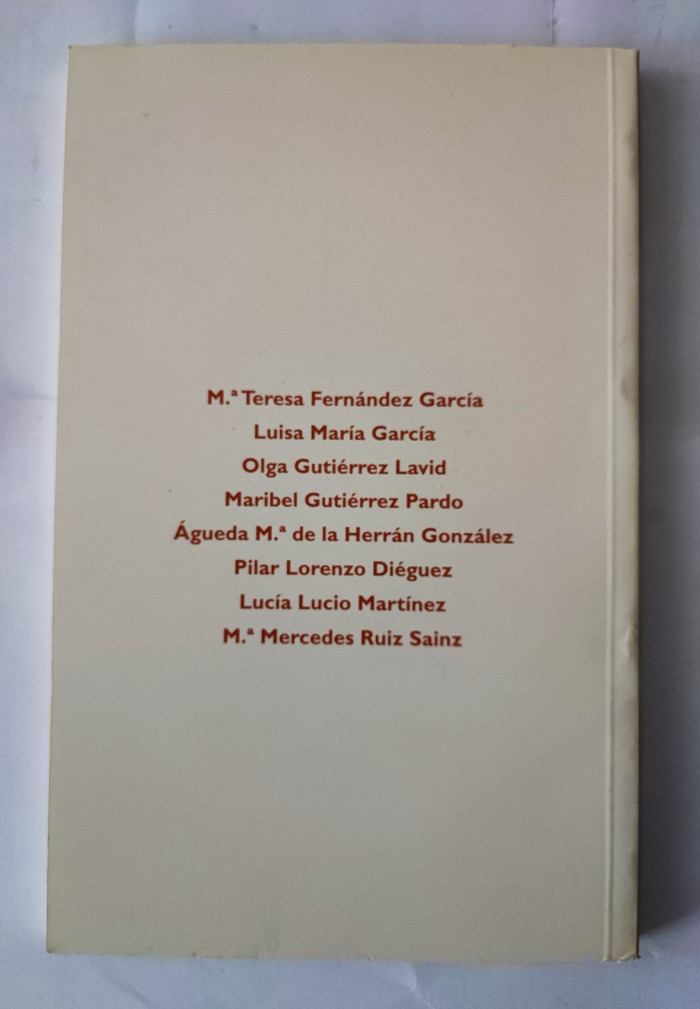 M.ª Teresa Fernández García
Luisa María García
Olga Gutiérrez Lavid
Maribel Gutiérrez Pardo
Águeda M.ª de la Herrán González
Pilar Lorenzo Diéguez
Lucía Lucio Martínez
M.ª Mercedes Ruiz Sainz